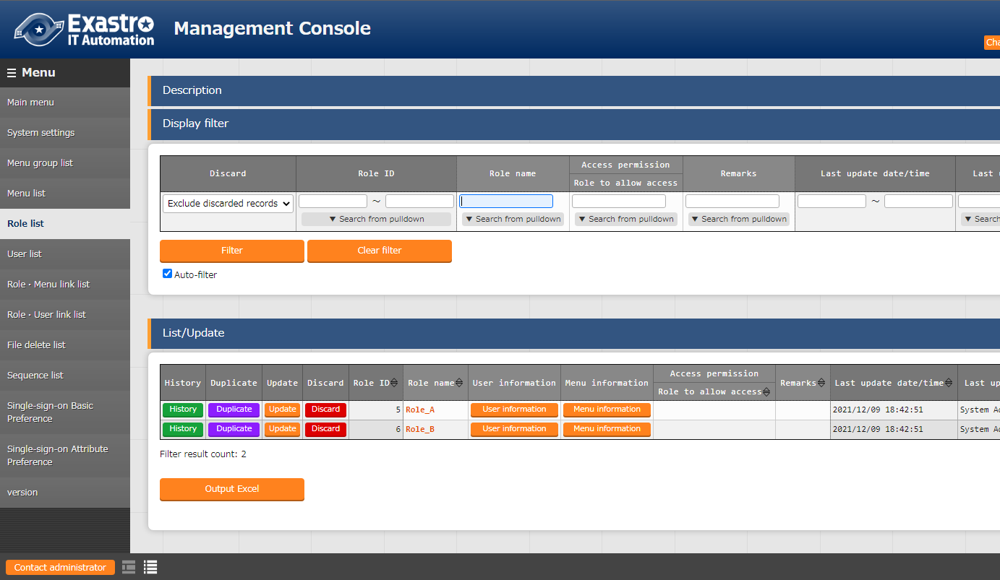 Exastro
IT Automation
Management Console
Cha
Menu
Main menu
System settings
Menu group list
Menu list
Role list
User list
Role・Menu link list
Role・User link list
File delete list
Sequence list
Single-sign-on Basic
Preference
Single-sign-on Attribute
Preference
version
Description
Display filter
Discard Role ID Role name Access permission Remarks Last update date/time Last
Role to allow access
Exclude discarded records ~ ~
▼ Search from pulldown ▼ Search from pulldown ▼ Search from pulldown ▼ Search from pulldown ▼ Search
Filter Clear filter
Auto-filter
List/Update
History Duplicate Update Discard Role ID Role name User information Menu information Access permission Remarks Last update date/time Last up
Role to allow access
History Duplicate Update Discard 5 Role_A User information Menu information 2021/12/09 18:42:51 System Ad
History Duplicate Update Discard 6 Role_B User information Menu information 2021/12/09 18:42:51 System Ad
Filter result count: 2
Output Excel
Contact administrator